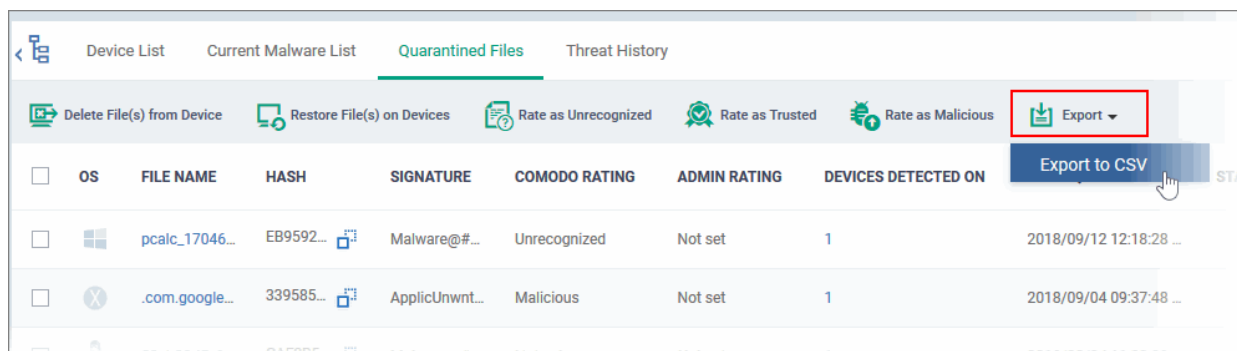 Device List Current Malware List Quarantined Files Threat History
Delete File(s) from Device Restore File(s) on Devices Rate as Unrecognized Rate as Trusted Rate as Malicious Export
Export to CSV
OS FILE NAME HASH SIGNATURE COMODO RATING ADMIN RATING DEVICES DETECTED ON
pcalc_17046... EB9592... Malware@#... Unrecognized Not set 1 2018/09/12 12:18:28 ...
.com.google... 339585... ApplicUnwnt... Malicious Not set 1 2018/09/04 09:37:48 ...